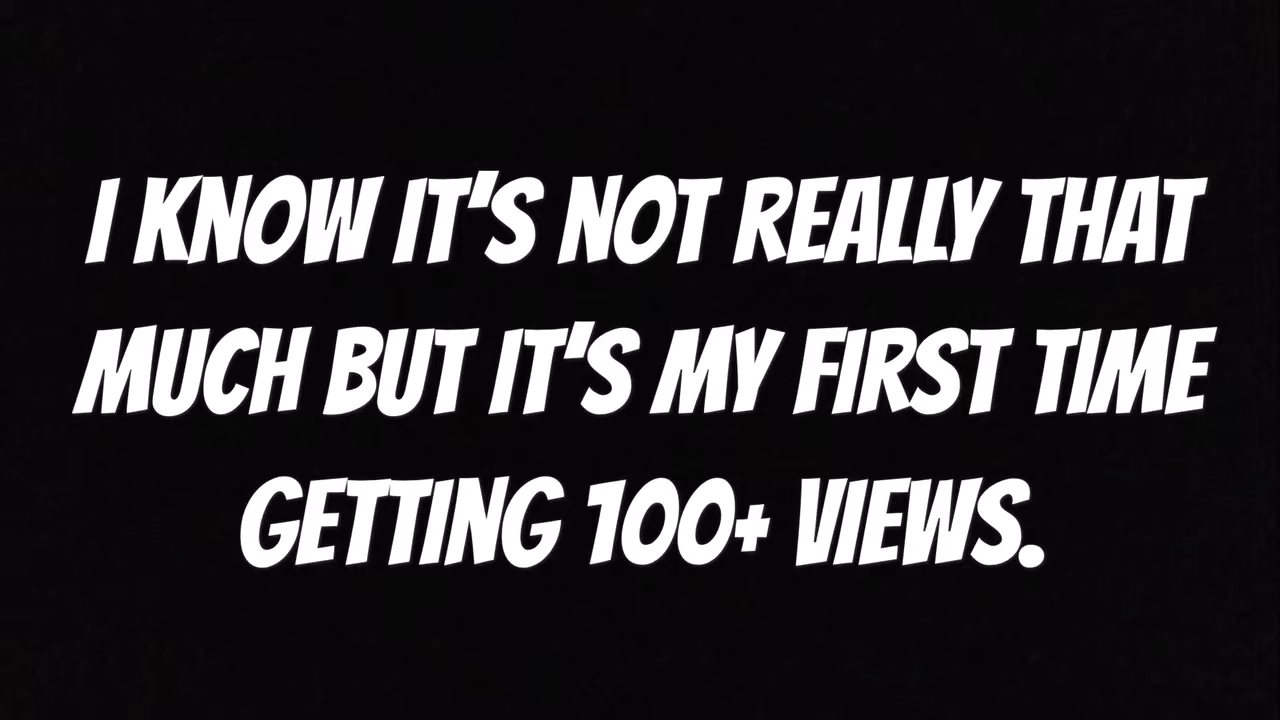 I KNOW IT'S NOT REALLY THAT
MUCH BUT IT'S MY FIRST TIME
GETTING 100+ VIEWS.